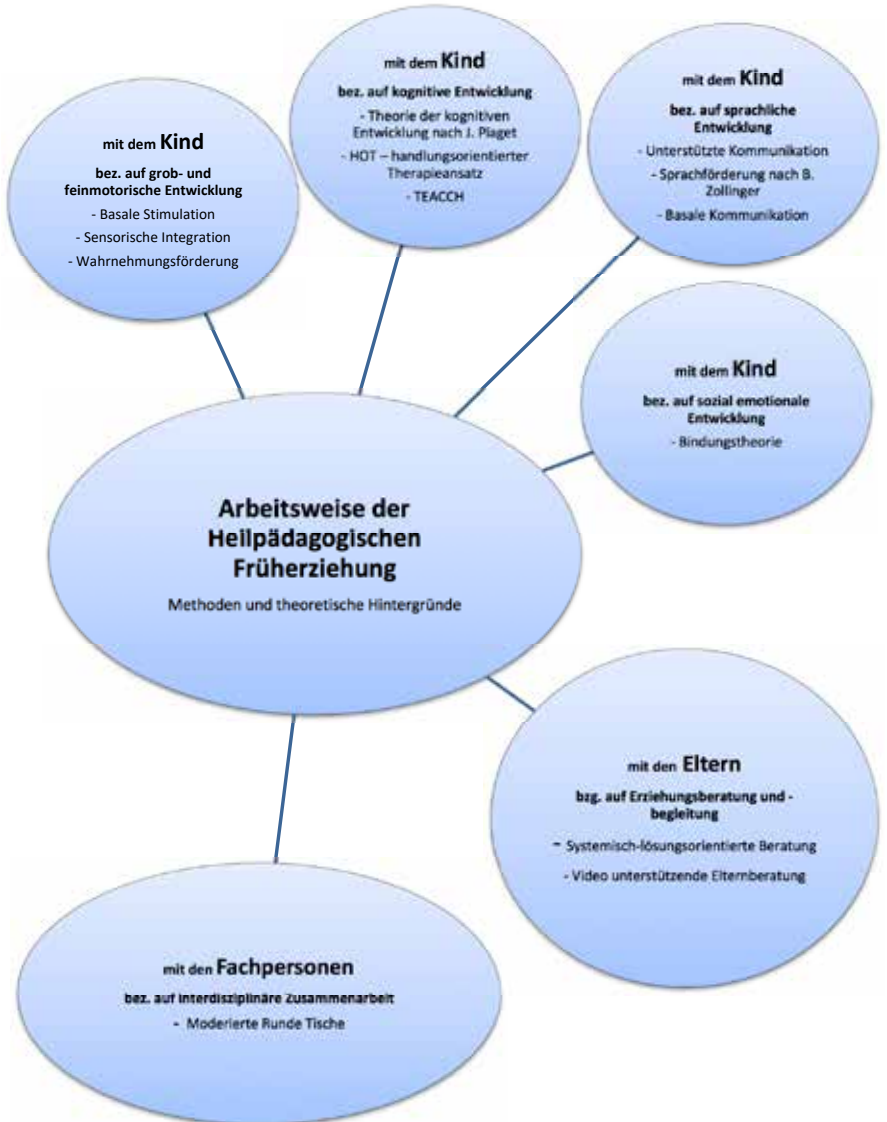 mit dem Kind
bez. auf grob- und
feinmotorische Entwicklung
- Basale Stimulation
- Sensorische Integration
- Wahrnehmungsförderung
mit dem Kind
bez. auf kognitive Entwicklung
- Theorie der kognitiven
Entwicklung nach J. Piaget
- HOT – handlungsorientierter
Therapieansatz
- TEACCH
mit dem Kind
bez. auf sprachliche
Entwicklung
- Unterstützte Kommunikation
- Sprachförderung nach B.
Zollinger
- Basale Kommunikation
mit dem Kind
bez. auf sozial emotionale
Entwicklung
- Bindungstheorie
Arbeitsweise der
Heilpädagogischen
Früherziehung
Methoden und theoretische Hintergründe
mit den Eltern
bzg. auf Erziehungsberatung und -
begleitung
- Systemisch-lösungsorientierte Beratung
- Video unterstützende Elternberatung
mit den Fachpersonen
bez. auf interdisziplinäre Zusammenarbeit
- Moderierte Runde Tische